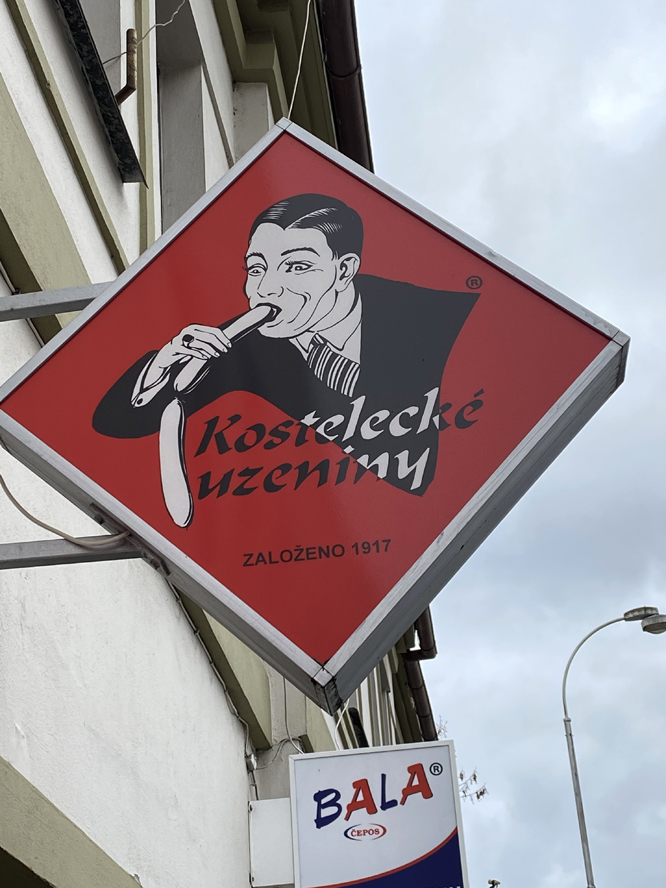 ®
Kostelecké
uzeniny
ZALOŽENO 1917
BALA®
ČEPOS